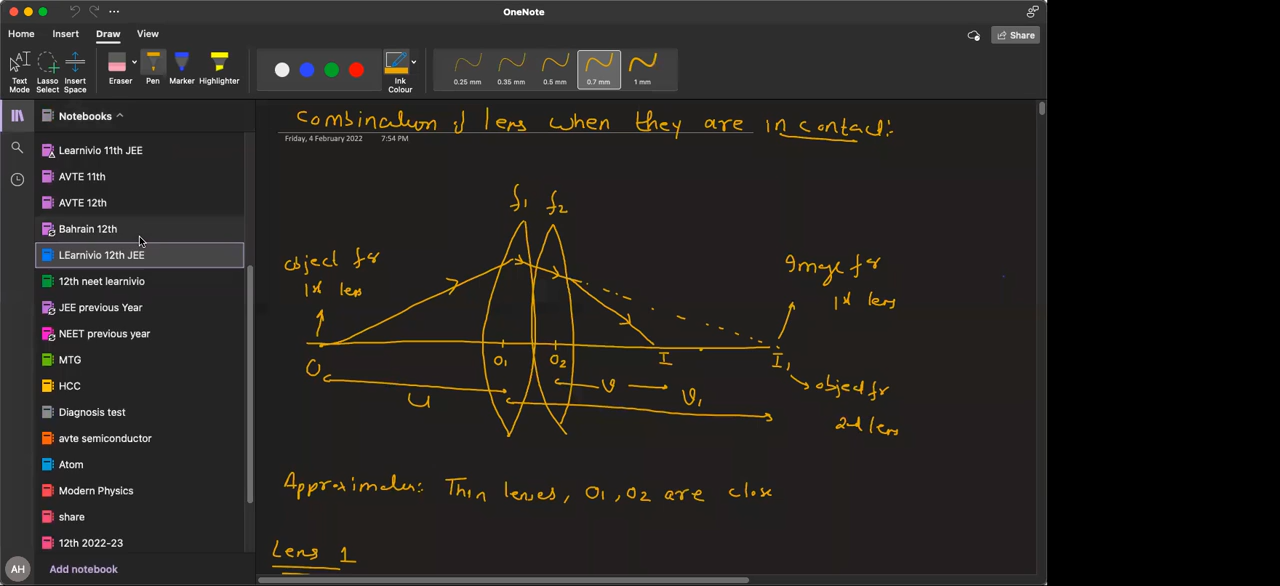 OneNote
Home Insert Draw View
Share
Text Mode
Lasso Select
Insert Space
Eraser
Pen
Marker
Highlighter
Ink Colour
0.25 mm
0.35 mm
0.5 mm
0.7 mm
1 mm
Notebooks
Learnivio 11th JEE
AVTE 11th
AVTE 12th
Bahrain 12th
LEarnivio 12th JEE
12th neet learnivio
JEE previous Year
NEET previous year
MTG
HCC
Diagnosis test
avte semiconductor
Atom
Modern Physics
share
12th 2022-23
AH
Add notebook
Combination of lens when they are in contact:
Friday, 4 February 2022 7:54 PM
f1 f2
object for
1st lens
Image for
1st lens
O
O1 O2 I I1
u v v1
object for
2nd lens
Approximation: Thin lenses, O1, O2 are close
Lens 1